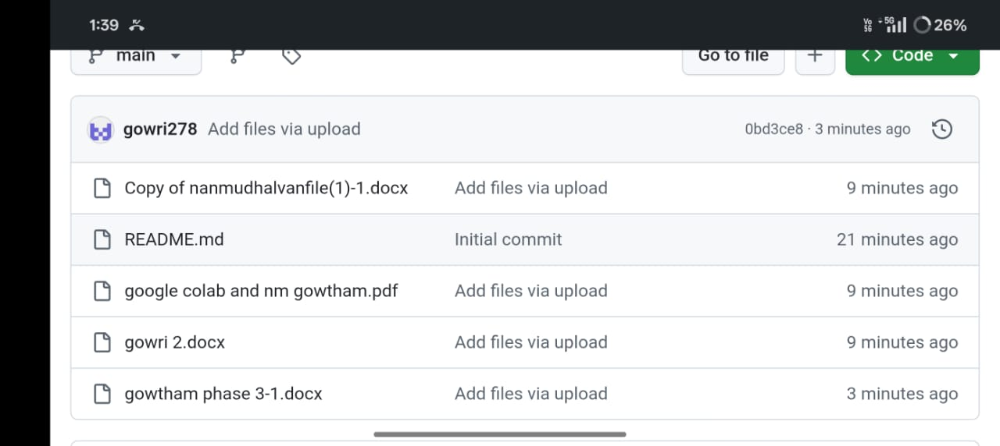 1:39 Vo 5G 5G 26%
main Go to file + Code
gowri278 Add files via upload 0bd3ce8 · 3 minutes ago
Copy of nanmudhalvanfile(1)-1.docx Add files via upload 9 minutes ago
README.md Initial commit 21 minutes ago
google colab and nm gowtham.pdf Add files via upload 9 minutes ago
gowri 2.docx Add files via upload 9 minutes ago
gowtham phase 3-1.docx Add files via upload 3 minutes ago